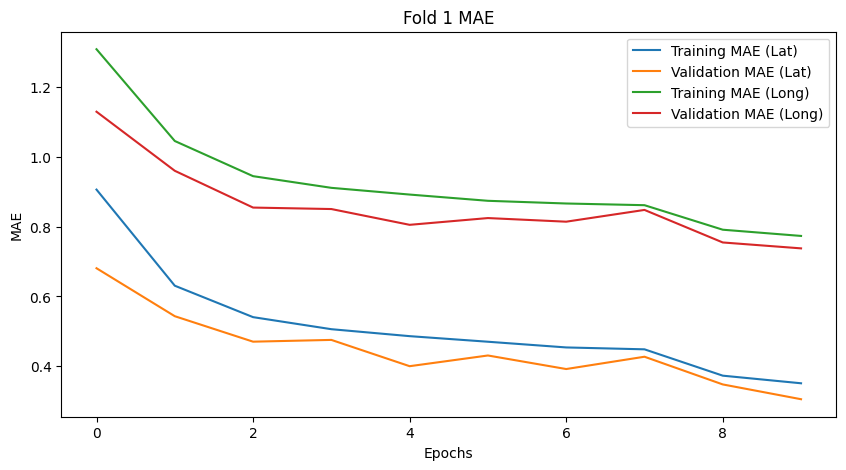 Fold 1 MAE
Training MAE (Lat)
Validation MAE (Lat)
Training MAE (Long)
Validation MAE (Long)
1.2
1.0
0.8
0.6
0.4
MAE
0 2 4 6 8
Epochs